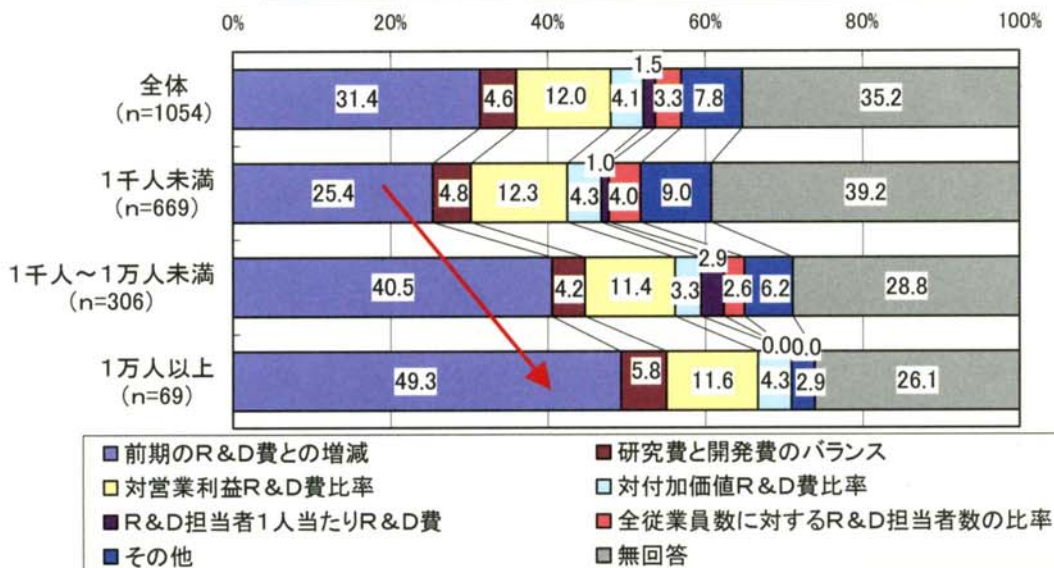 0% 20% 40% 60% 80% 100%
全体
(n=1054)
31.4 4.6 12.0 4.1 1.5 3.3 7.8 35.2
1千人未満
(n=669)
25.4 4.8 12.3 4.3 1.0 4.0 9.0 39.2
1千人～1万人未満
(n=306)
40.5 4.2 11.4 3.3 2.9 2.6 6.2 28.8
1万人以上
(n=69)
49.3 5.8 11.6 4.3 0.0 0.0 2.9 26.1
前期のR&D費との増減
研究費と開発費のバランス
対営業利益R&D費比率
対付加価値R&D費比率
R&D担当者1人当たりR&D費
全従業員数に対するR&D担当者数の比率
その他
無回答